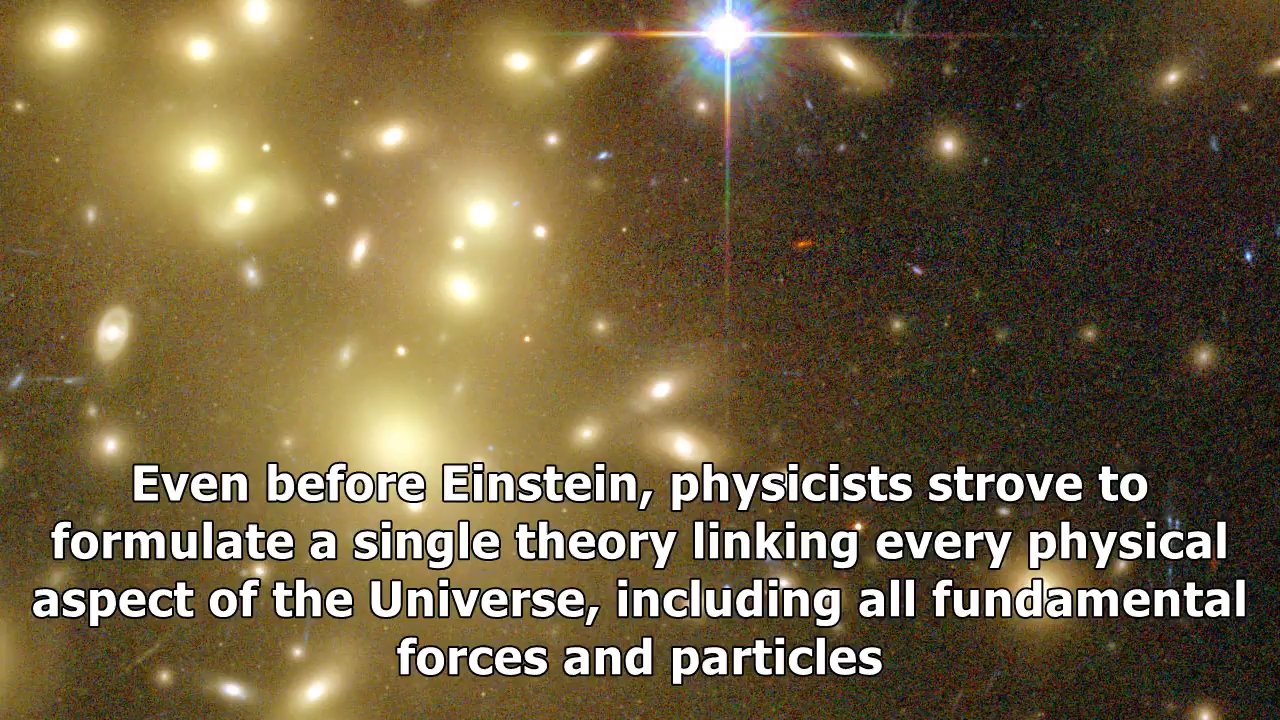 Even before Einstein, physicists strove to
formulate a single theory linking every physical
aspect of the Universe, including all fundamental
forces and particles